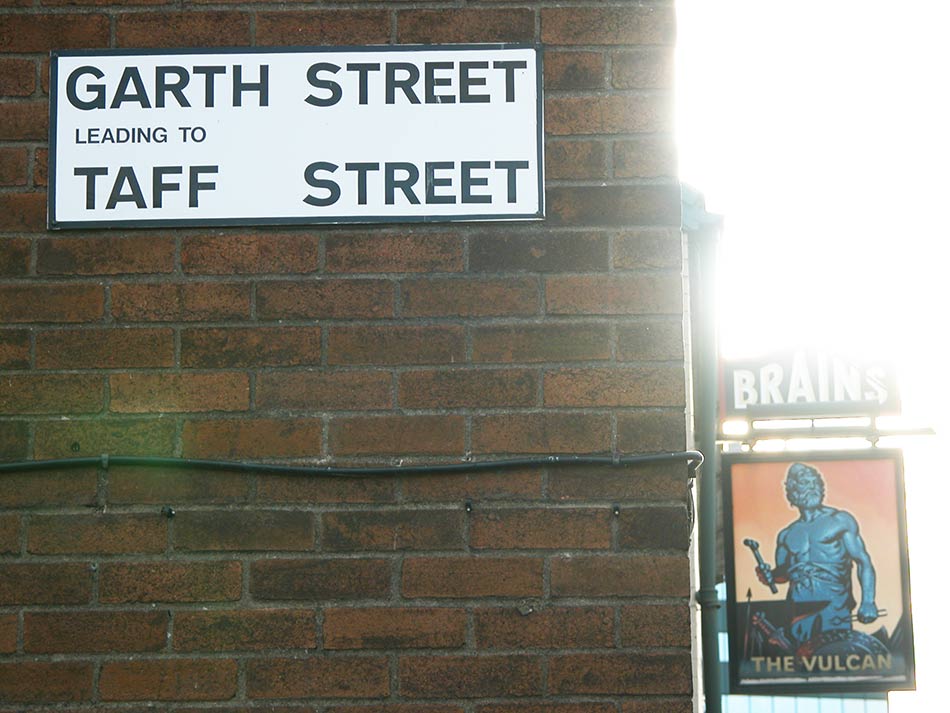 GARTH STREET
LEADING TO
TAFF STREET
BRAINS
THE VULCAN